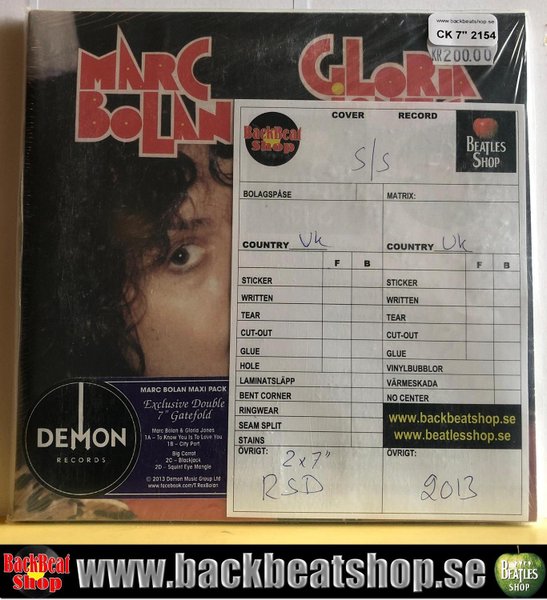 www.backbeatshop.se
CK 7" 2154
KR200.00
MARC
BOLAN
GLORIA
BackBeat
Shop
COVER
RECORD
BEATLES
SHOP
S/S
BOLAGSPÅSE
MATRIX:
COUNTRY UK
COUNTRY UK
F B
F B
STICKER
STICKER
WRITTEN
WRITTEN
TEAR
TEAR
CUT-OUT
CUT-OUT
GLUE
GLUE
HOLE
VINYLBUBBLOR
LAMINATSLÄPP
VÄRMESKADA
BENT CORNER
NO CENTER
RINGWEAR
SEAM SPLIT
STAINS
www.backbeatshop.se
www.beatlesshop.se
ÖVRIGT:
ÖVRIGT:
2x7"
RSD
2013
DEMON
RECORDS
MARC BOLAN MAXI PACK
Exclusive Double
7" Gatefold
Marc Bolan & Gloria Jones
1A – To Know You Is To Love You
1B – City Port
Big Carrot
2C – Blackjack
2D – Squint Eye Mangle
© 2013 Demon Music Group Ltd
www.facebook.com/TRexBolan
BackBeat
Shop
www.backbeatshop.se
BEATLES
SHOP